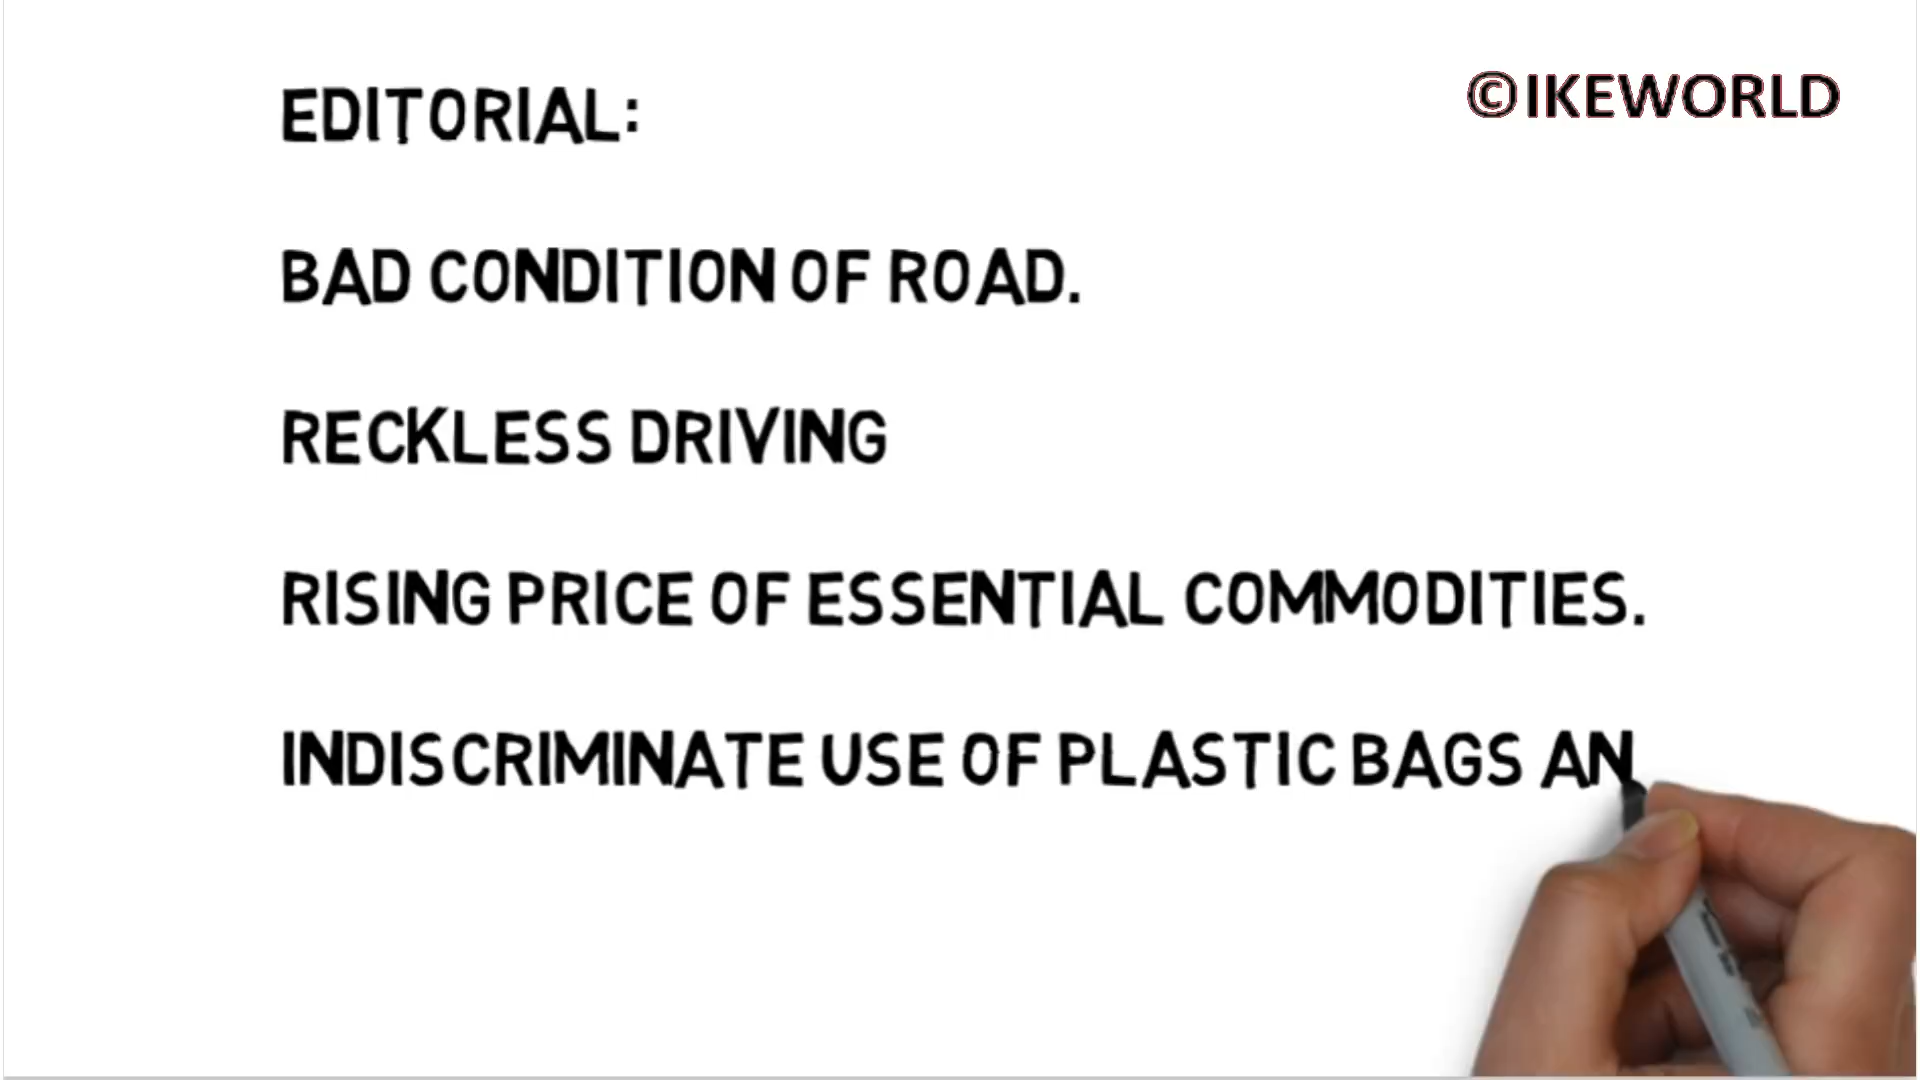 EDITORIAL:
©IKEWORLD
BAD CONDITION OF ROAD.
RECKLESS DRIVING
RISING PRICE OF ESSENTIAL COMMODITIES.
INDISCRIMINATE USE OF PLASTIC BAGS AN